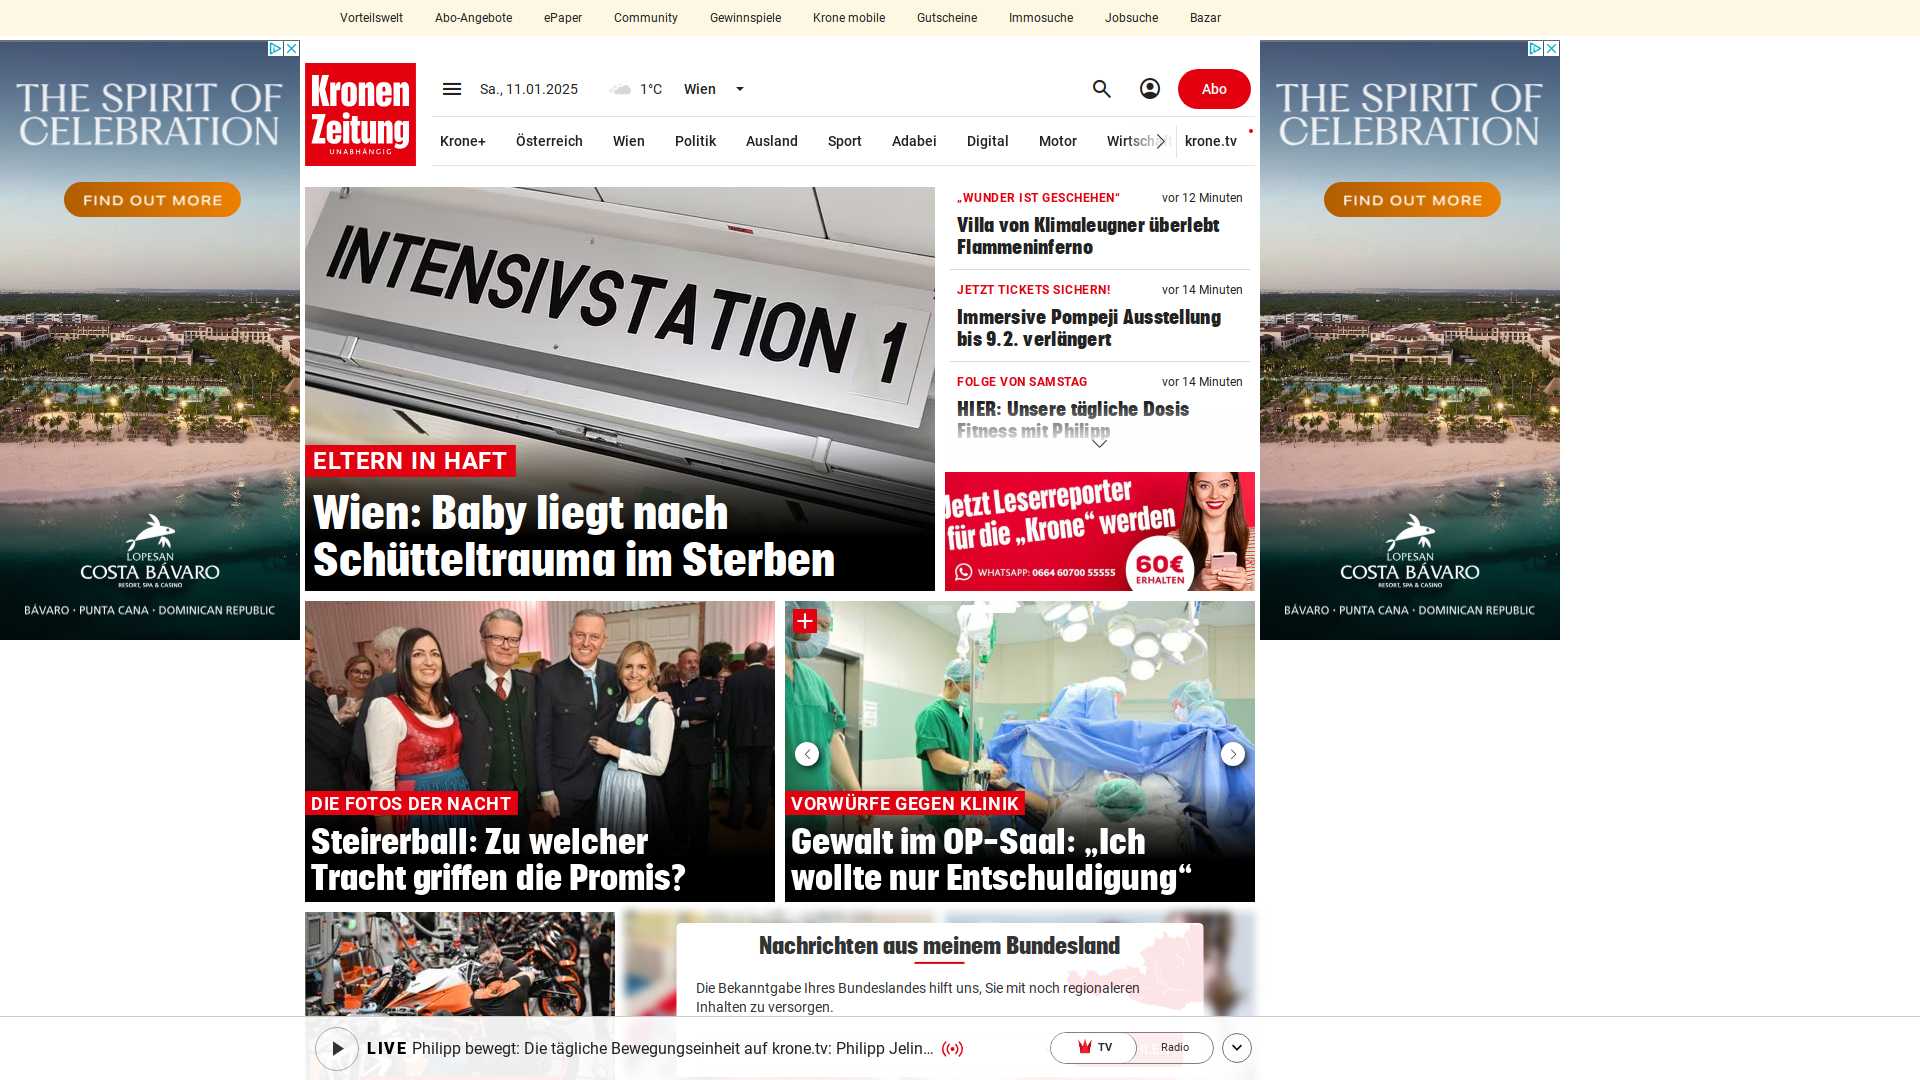 Vorteilswelt
Abo-Angebote
ePaper
Community
Gewinnspiele
Krone mobile
Gutscheine
Immosuche
Jobsuche
Bazar
THE SPIRIT OF
CELEBRATION
FIND OUT MORE
LOPESAN
COSTA BÁVARO
RESORT, SPA & CASINO
BÁVARO · PUNTA CANA · DOMINICAN REPUBLIC
Kronen
Zeitung
UNABHÄNGIG
Sa., 11.01.2025
1°C
Wien
Abo
Krone+
Österreich
Wien
Politik
Ausland
Sport
Adabei
Digital
Motor
krone.tv
INTENSIVSTATION 1
ELTERN IN HAFT
Wien: Baby liegt nach
Schütteltrauma im Sterben
„WUNDER IST GESCHEHEN“
vor 12 Minuten
Villa von Klimaleugner überlebt
Flammeninferno
JETZT TICKETS SICHERN!
vor 14 Minuten
Immersive Pompeji Ausstellung
bis 9.2. verlängert
FOLGE VON SAMSTAG
vor 14 Minuten
HIER: Unsere tägliche Dosis
Fitness mit Philipp
Jetzt Leserreporter
für die „Krone“ werden
WHATSAPP: 0664 60700 55555
60€
ERHALTEN
DIE FOTOS DER NACHT
Steirerball: Zu welcher
Tracht griffen die Promis?
VORWÜRFE GEGEN KLINIK
Gewalt im OP-Saal: „Ich
wollte nur Entschuldigung“
Nachrichten aus meinem Bundesland
Die Bekanntgabe Ihres Bundeslandes hilft uns, Sie mit noch regionaleren
Inhalten zu versorgen.
LIVE Philipp bewegt: Die tägliche Bewegungseinheit auf krone.tv: Philipp Jelin...
TV
Radio
THE SPIRIT OF
CELEBRATION
FIND OUT MORE
LOPESAN
COSTA BÁVARO
RESORT, SPA & CASINO
BÁVARO · PUNTA CANA · DOMINICAN REPUBLIC